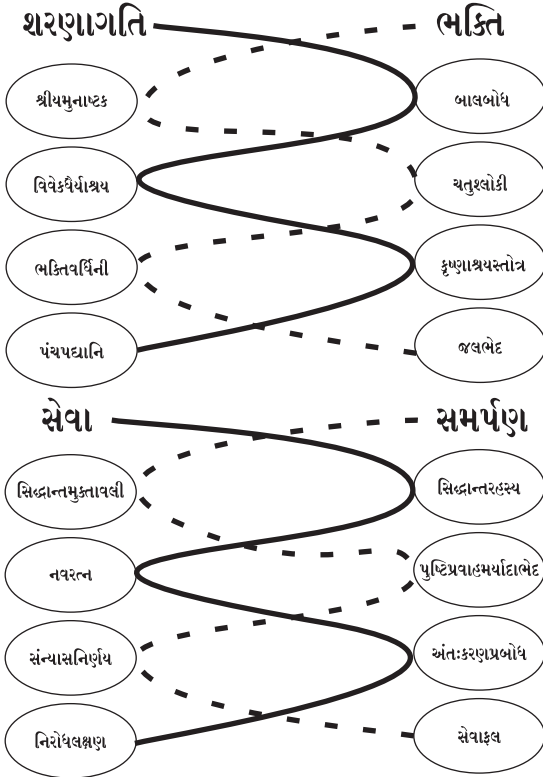 શરણાગતિ ભક્તિ
શ્રીયમુનાષ્ટક બાલબોધ
વિવેકધૈર્યાશ્રય ચતુઃશ્લોકી
ભક્તિવર્ધિની કૃષ્ણાશ્રયસ્તોત્ર
પંચપદ્યાનિ જલભેદ
સેવા સમર્પણ
સિદ્ધાન્તમુક્તાવલી સિદ્ધાન્તરહસ્ય
નવરત્ન પુષ્ટિપ્રવાહમર્યાદાભેદ
સંન્યાસનિર્ણય અંતઃકરણપ્રબોધ
નિરોધલક્ષણ સેવાફલ